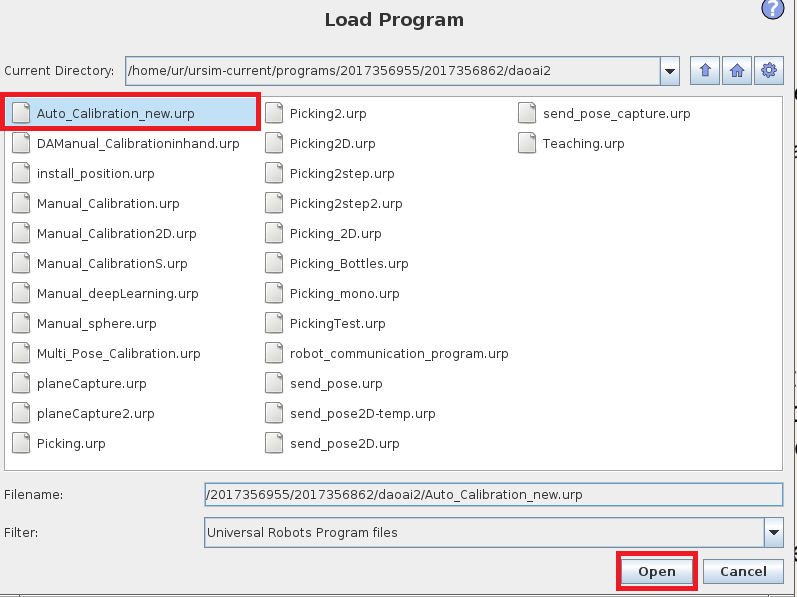 Load Program
?
Current Directory: /home/ur/ursim-current/programs/2017356955/2017356862/daoai2
Auto_Calibration_new.urp
DAManual_Calibrationinhand.urp
install_position.urp
Manual_Calibration.urp
Manual_Calibration2D.urp
Manual_CalibrationS.urp
Manual_deepLearning.urp
Manual_sphere.urp
Multi_Pose_Calibration.urp
planeCapture.urp
planeCapture2.urp
Picking.urp
Picking2.urp
Picking2D.urp
Picking2step.urp
Picking2step2.urp
Picking_2D.urp
Picking_Bottles.urp
Picking_mono.urp
PickingTest.urp
robot_communication_program.urp
send_pose.urp
send_pose2D-temp.urp
send_pose2D.urp
send_pose_capture.urp
Teaching.urp
Filename: /2017356955/2017356862/daoai2/Auto_Calibration_new.urp
Filter: Universal Robots Program files
Open Cancel